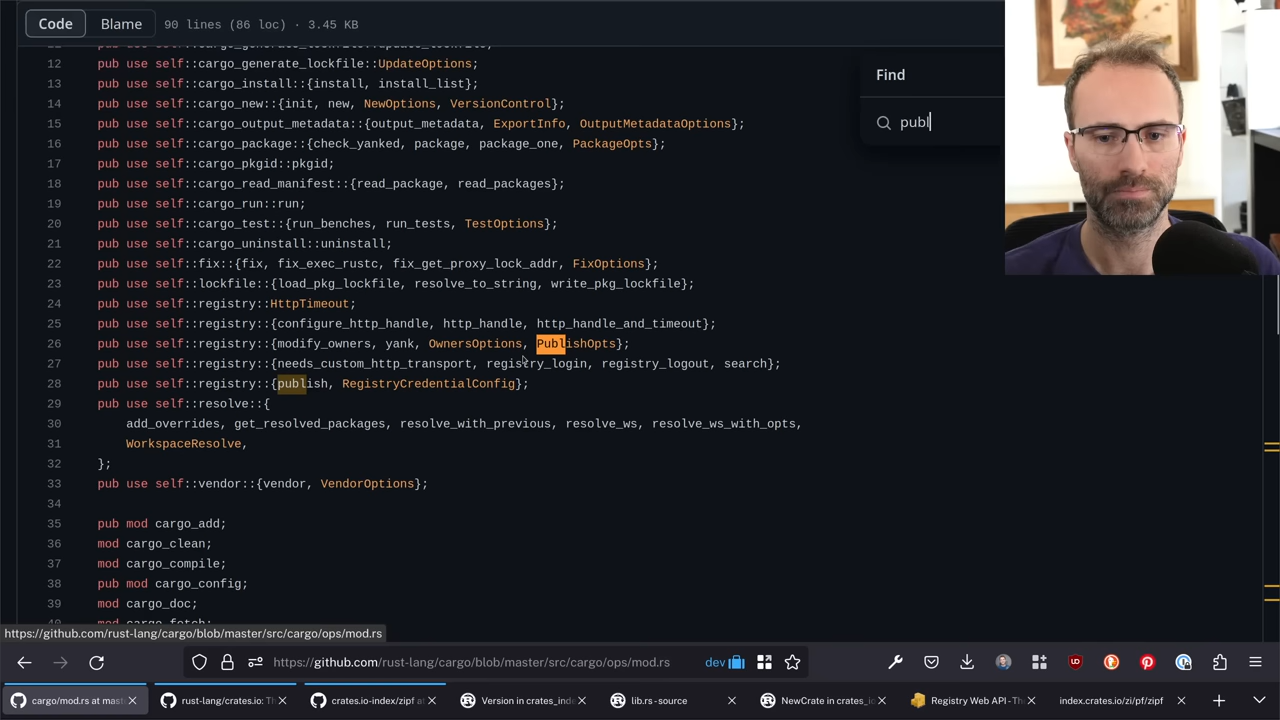 Code Blame 90 lines (86 loc) · 3.45 KB
12 pub use self::cargo_generate_lockfile::UpdateOptions;
13 pub use self::cargo_install::{install, install_list};
14 pub use self::cargo_new::{init, new, NewOptions, VersionControl};
15 pub use self::cargo_output_metadata::{output_metadata, ExportInfo, OutputMetadataOptions};
16 pub use self::cargo_package::{check_yanked, package, package_one, PackageOpts};
17 pub use self::cargo_pkgid::pkgid;
18 pub use self::cargo_read_manifest::{read_package, read_packages};
19 pub use self::cargo_run::run;
20 pub use self::cargo_test::{run_benches, run_tests, TestOptions};
21 pub use self::cargo_uninstall::uninstall;
22 pub use self::fix::{fix, fix_exec_rustc, fix_get_proxy_lock_addr, FixOptions};
23 pub use self::lockfile::{load_pkg_lockfile, resolve_to_string, write_pkg_lockfile};
24 pub use self::registry::HttpTimeout;
25 pub use self::registry::{configure_http_handle, http_handle, http_handle_and_timeout};
26 pub use self::registry::{modify_owners, yank, OwnersOptions, PublishOpts};
27 pub use self::registry::{needs_custom_http_transport, registry_login, registry_logout, search};
28 pub use self::registry::{publish, RegistryCredentialConfig};
29 pub use self::resolve::{
30 add_overrides, get_resolved_packages, resolve_with_previous, resolve_ws, resolve_ws_with_opts,
31 WorkspaceResolve,
32 };
33 pub use self::vendor::{vendor, VendorOptions};
34
35 pub mod cargo_add;
36 mod cargo_clean;
37 mod cargo_compile;
38 pub mod cargo_config;
39 mod cargo_doc;
Find
publ
https://github.com/rust-lang/cargo/blob/master/src/cargo/ops/mod.rs
https://github.com/rust-lang/cargo/blob/master/src/cargo/ops/mod.rs dev
cargo/mod.rs at mast rust-lang/crates.io: Th crates.io-index/zipf at Version in crates_inde lib.rs - source NewCrate in crates_io Registry Web API - The index.crates.io/zi/pf/zipf